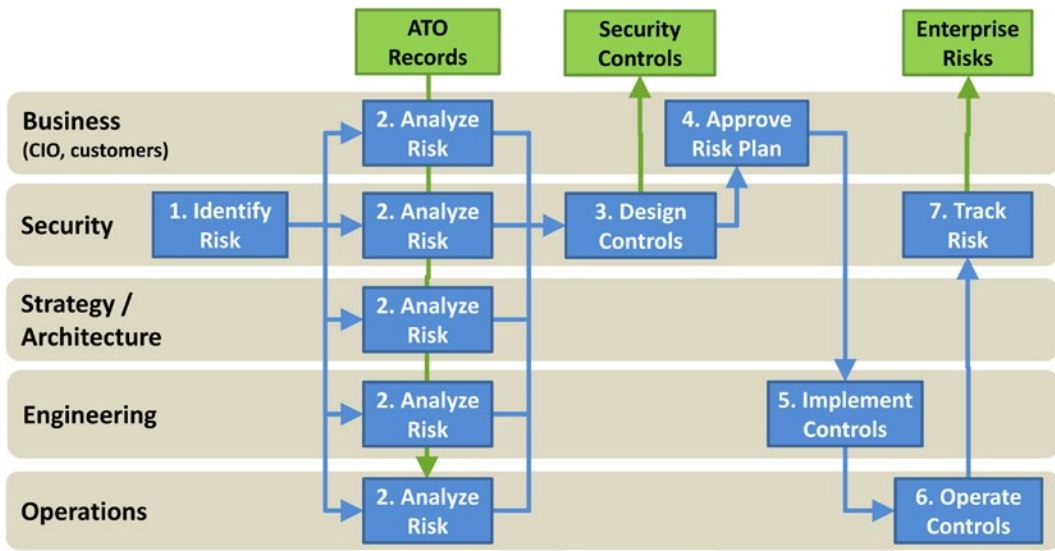 ATO
Records
Security
Controls
Enterprise
Risks
Business
(CIO, customers)
2. Analyze
Risk
4. Approve
Risk Plan
Security
1. Identify
Risk
2. Analyze
Risk
3. Design
Controls
7. Track
Risk
Strategy /
Architecture
2. Analyze
Risk
Engineering
2. Analyze
Risk
5. Implement
Controls
Operations
2. Analyze
Risk
6. Operate
Controls